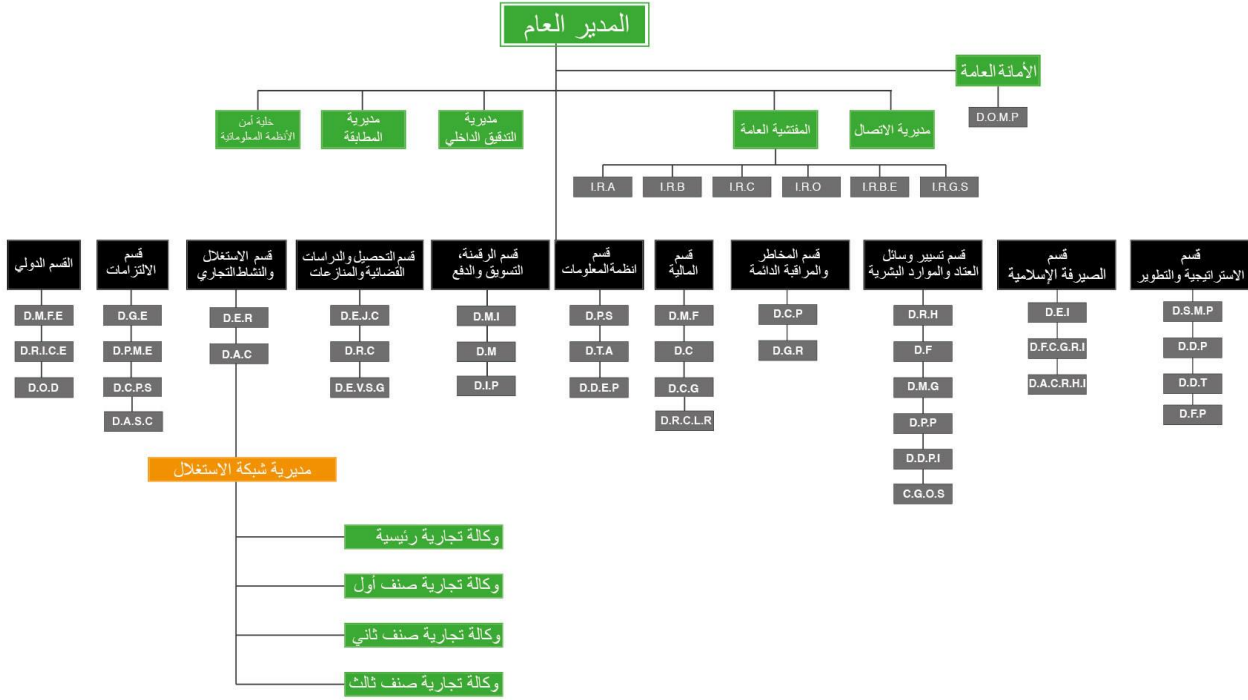 المدير العام
الأمانة العامة
D.O.M.P
مديرية الاتصال
المفتشية العامة
مديرية
التدقيق الداخلي
مديرية
المطابقة
خلية أمن
الأنظمة المعلوماتية
I.R.A
I.R.B
I.R.C
I.R.O
I.R.B.E
I.R.G.S
قسم
الاستراتيجية والتطوير
D.S.M.P
D.D.P
D.D.T
D.F.P
قسم
الصيرفة الإسلامية
D.E.I
D.F.C.G.R.I
D.A.C.R.H.I
قسم تسيير وسائل
العتاد والموارد البشرية
D.R.H
D.F
D.M.G
D.P.P
D.D.P.I
C.G.O.S
قسم المخاطر
والمراقبة الدائمة
D.C.P
D.G.R
قسم
المالية
D.M.F
D.C
D.C.G
D.R.C.L.R
قسم
انظمة المعلومات
D.P.S
D.T.A
D.D.E.P
قسم الرقمنة،
التسويق والدفع
D.M.I
D.M
D.I.P
قسم التحصيل والدراسات
القضائية والمنازعات
D.E.J.C
D.R.C
D.E.V.S.G
قسم الاستغلال
والنشاط التجاري
D.E.R
D.A.C
قسم
الالتزامات
D.G.E
D.P.M.E
D.C.P.S
D.A.S.C
القسم الدولي
D.M.F.E
D.R.I.C.E
D.O.D
مديرية شبكة الاستغلال
وكالة تجارية رئيسية
وكالة تجارية صنف أول
وكالة تجارية صنف ثاني
وكالة تجارية صنف ثالث